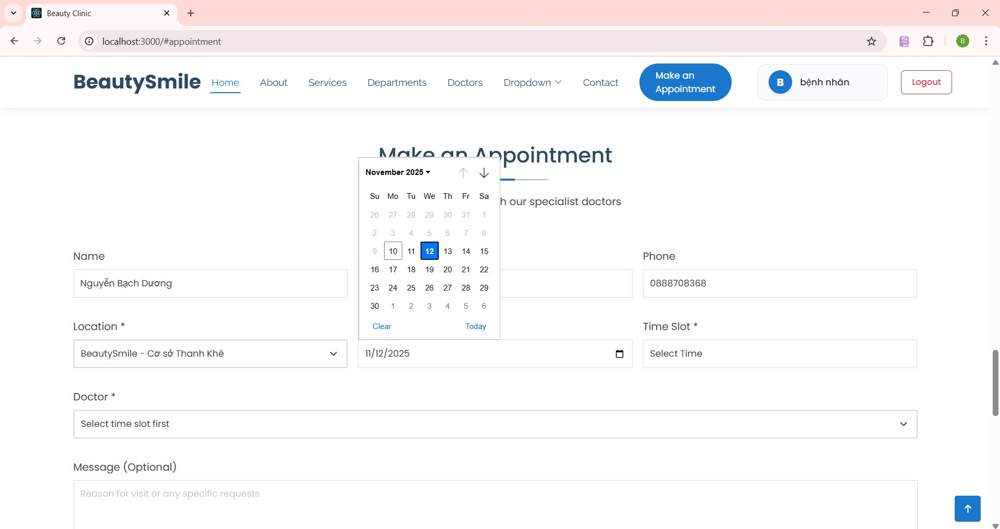 Beauty Clinic
localhost:3000/#appointment
B
BeautySmile
Home
About
Services
Departments
Doctors
Dropdown
Contact
Make an
Appointment
B
bệnh nhân
Logout
Make an Appointment
h our specialist doctors
November 2025
Su Mo Tu We Th Fr Sa
26 27 28 29 30 31 1
2 3 4 5 6 7 8
9 10 11 12 13 14 15
16 17 18 19 20 21 22
23 24 25 26 27 28 29
30 1 2 3 4 5 6
Clear Today
Name
Nguyễn Bạch Dương
Phone
0888708368
Location *
BeautySmile - Cơ sở Thanh Khê
11/12/2025
Time Slot *
Select Time
Doctor *
Select time slot first
Message (Optional)
Reason for visit or any specific requests